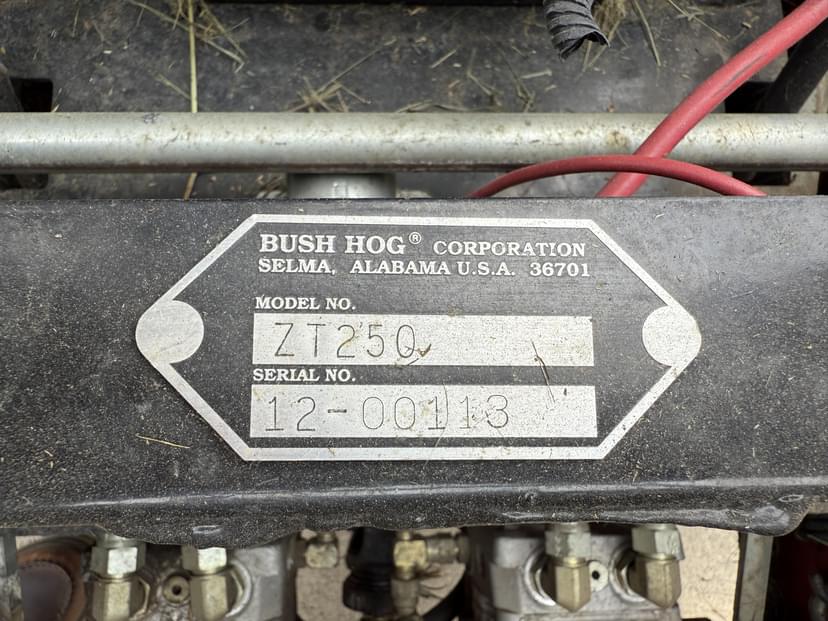 BUSH HOG® CORPORATION
SELMA, ALABAMA U.S.A. 36701
MODEL NO.
ZT250
SERIAL NO.
12-00113